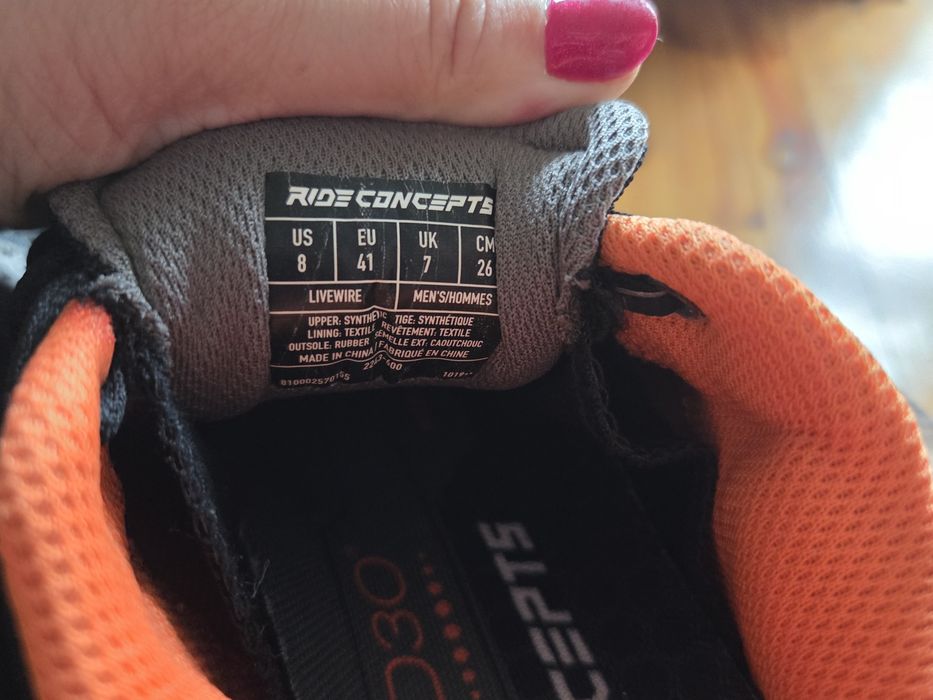 RIDE CONCEPTS
US EU UK CM
8 41 7 26
LIVEWIRE MEN'S/HOMMES
UPPER: SYNTHETIC TIGE: SYNTHÉTIQUE
LINING: TEXTILE REVÊTEMENT: TEXTILE
OUTSOLE: RUBBER SEMELLE EXT: CAOUTCHOUC
MADE IN CHINA / FABRIQUÉ EN CHINE
D3O
CEPTS